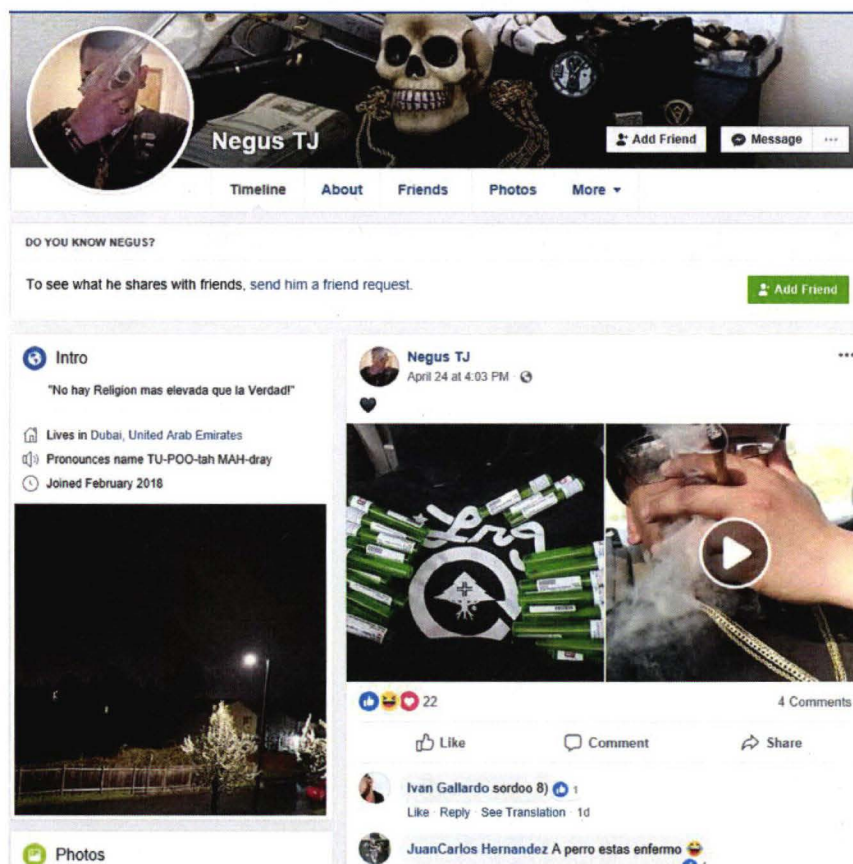 Negus TJ
Add Friend
Message
Timeline
About
Friends
Photos
More
DO YOU KNOW NEGUS?
To see what he shares with friends, send him a friend request.
Add Friend
Intro
"No hay Religion mas elevada que la Verdad!"
Lives in Dubai, United Arab Emirates
Pronounces name TU-POO-tah MAH-dray
Joined February 2018
Photos
Negus TJ
April 24 at 4:03 PM
Lrg
22
4 Comments
Like
Comment
Share
Ivan Gallardo sordoo 8) 1
Like · Reply · See Translation · 1d
JuanCarlos Hernandez A perro estas enfermo